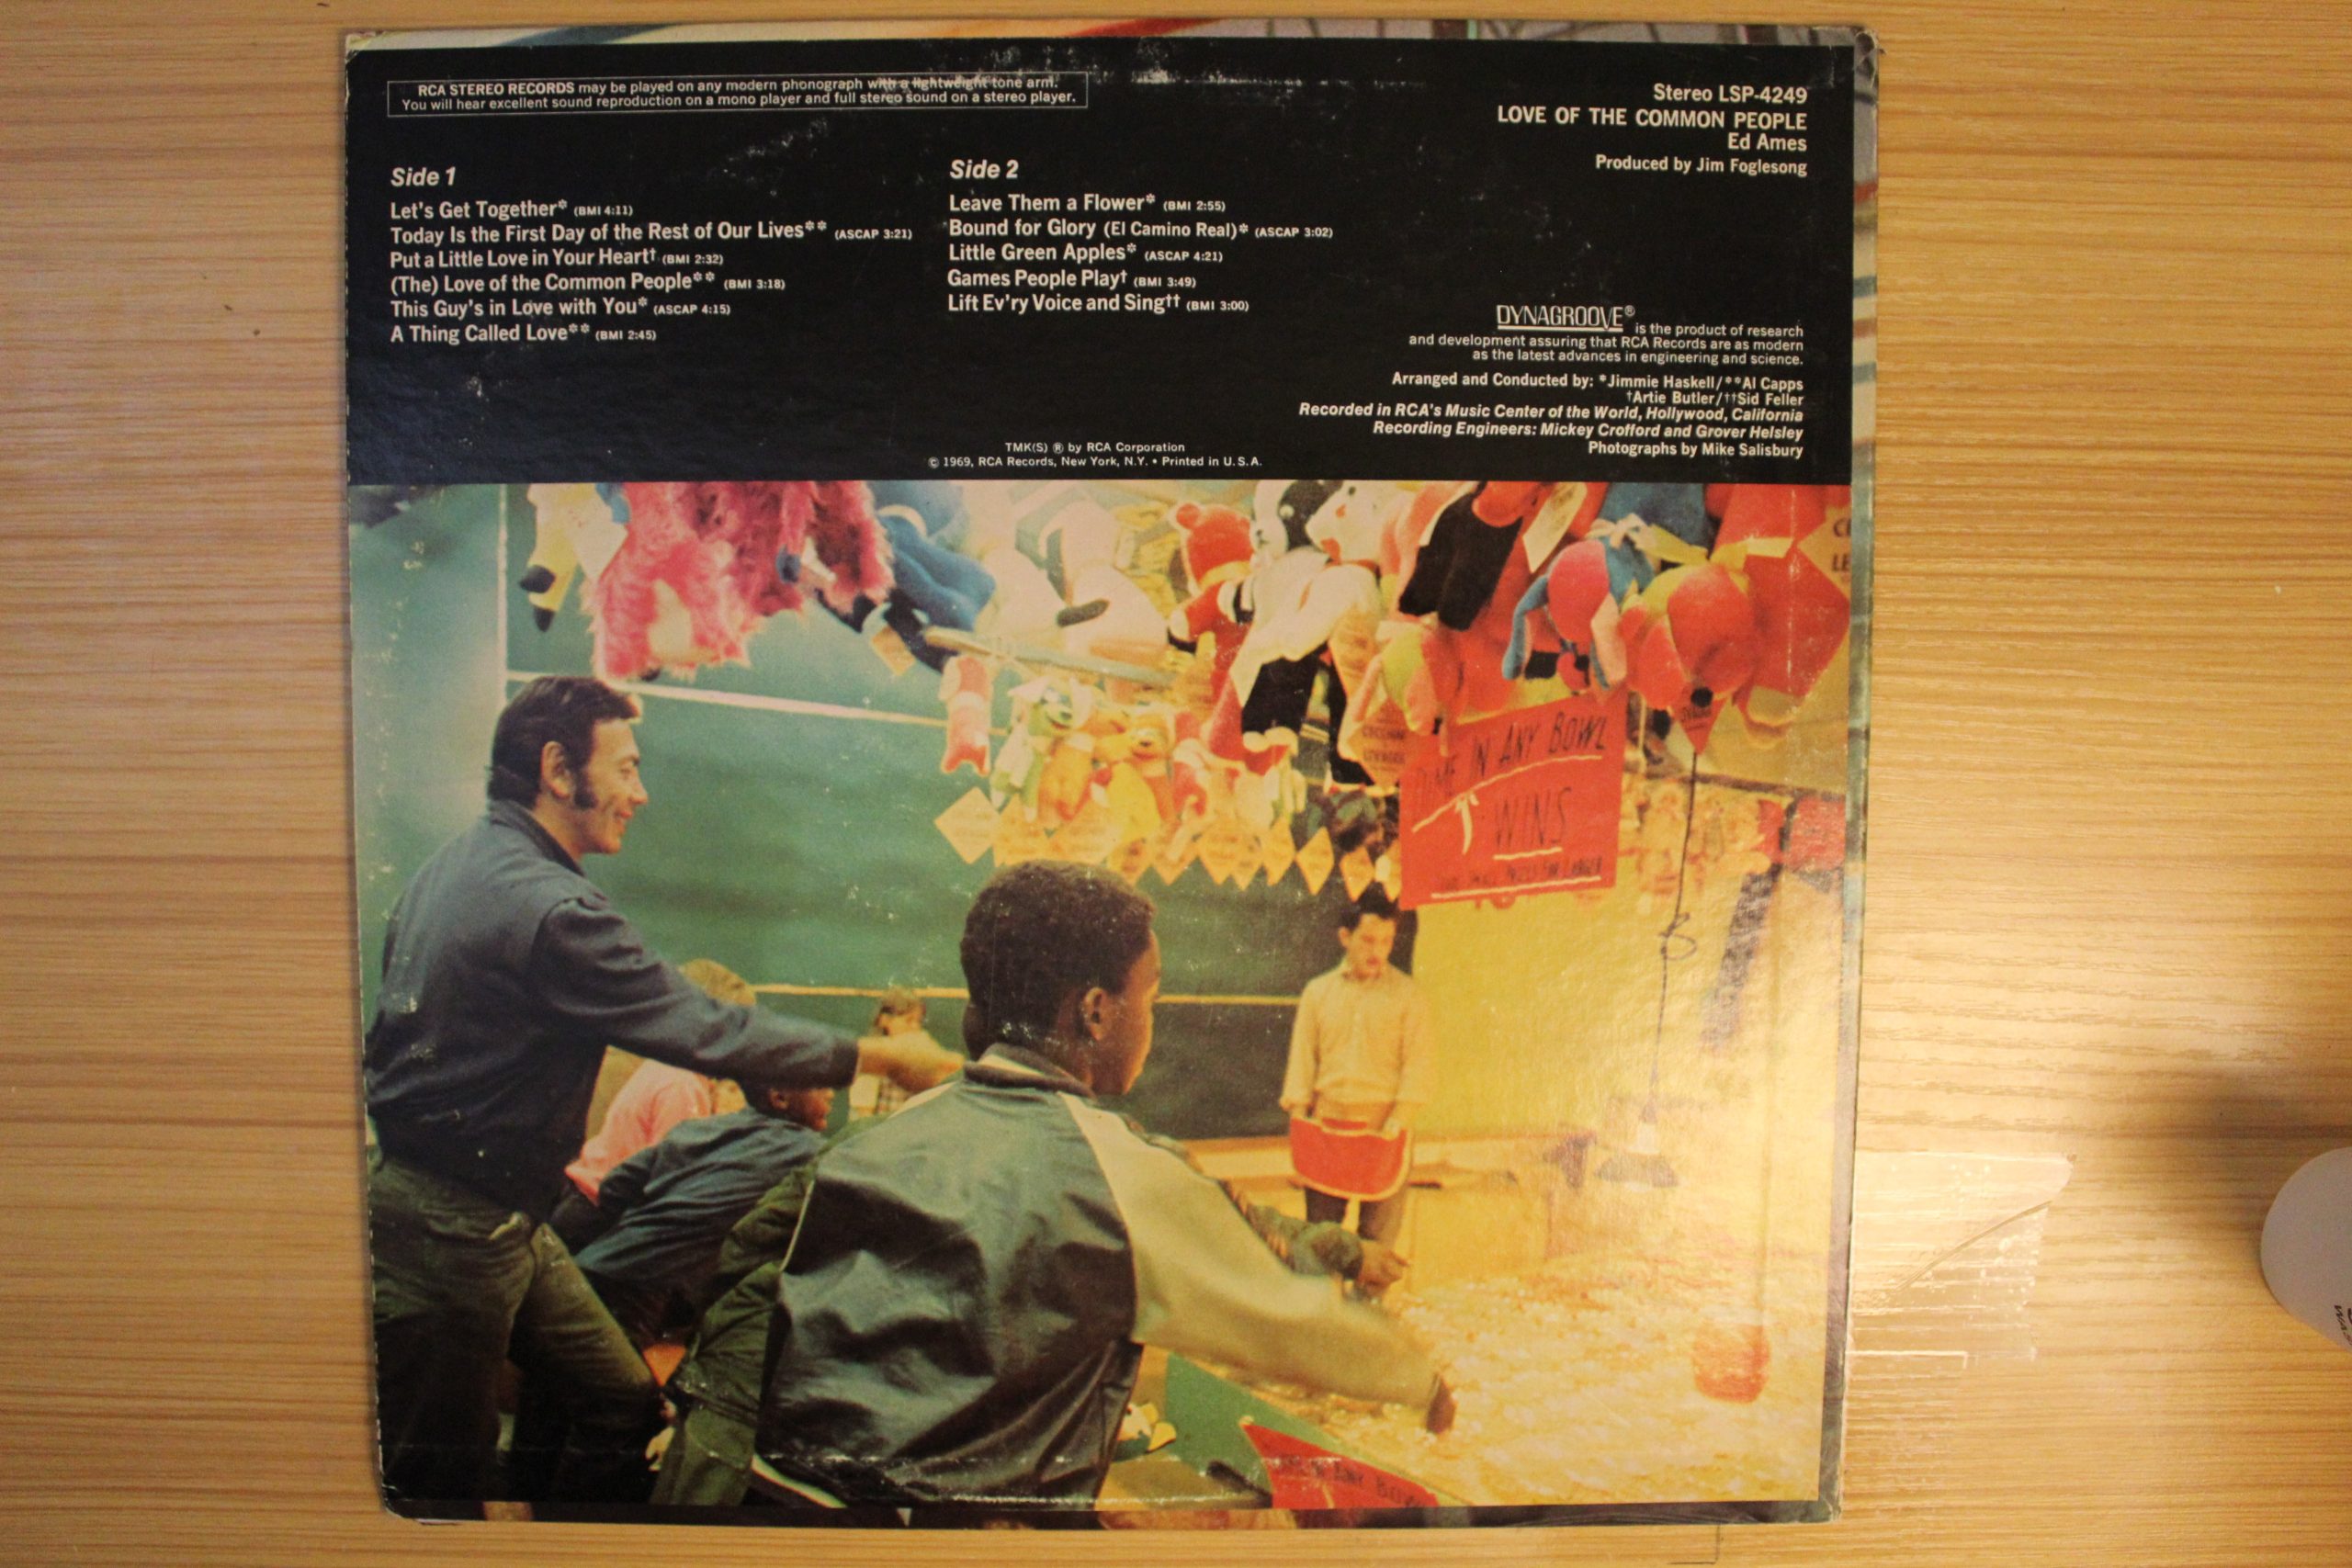 RCA STEREO RECORDS may be played on any modern phonograph with a lightweight tone arm.
You will hear excellent sound reproduction on a mono player and full stereo sound on a stereo player.
Stereo LSP-4249
LOVE OF THE COMMON PEOPLE
Ed Ames
Produced by Jim Foglesong
Side 1
Let's Get Together* (BMI 4:11)
Today Is the First Day of the Rest of Our Lives** (ASCAP 3:21)
Put a Little Love in Your Heart† (BMI 2:32)
(The) Love of the Common People** (BMI 3:18)
This Guy's in Love with You* (ASCAP 4:15)
A Thing Called Love** (BMI 2:45)
Side 2
Leave Them a Flower* (BMI 2:55)
Bound for Glory (El Camino Real)* (ASCAP 3:02)
Little Green Apples* (ASCAP 4:21)
Games People Play† (BMI 3:49)
Lift Ev'ry Voice and Sing†† (BMI 3:00)
DYNAGROOVE® is the product of research
and development assuring that RCA Records are as modern
as the latest advances in engineering and science.
Arranged and Conducted by: *Jimmie Haskell/**Al Capps
†Artie Butler/††Sid Feller
Recorded in RCA's Music Center of the World, Hollywood, California
Recording Engineers: Mickey Crofford and Grover Helsley
Photographs by Mike Salisbury
TMK(S) ® by RCA Corporation
© 1969, RCA Records, New York, N.Y. • Printed in U.S.A.
DIME IN ANY BOWL
WINS